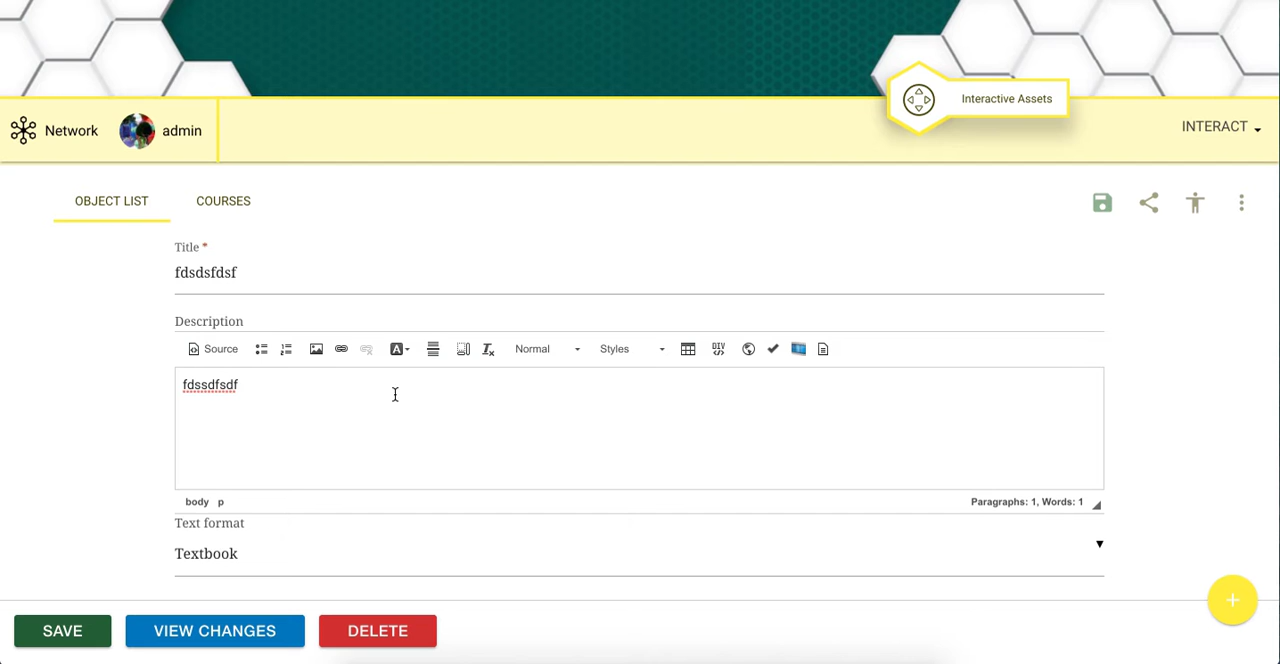 Interactive Assets
Network admin INTERACT
OBJECT LIST COURSES
Title *
fdsdsfdsf
Description
Source A Normal Styles DIV
fdssdfsdf
body p Paragraphs: 1, Words: 1
Text format
Textbook
+
SAVE VIEW CHANGES DELETE